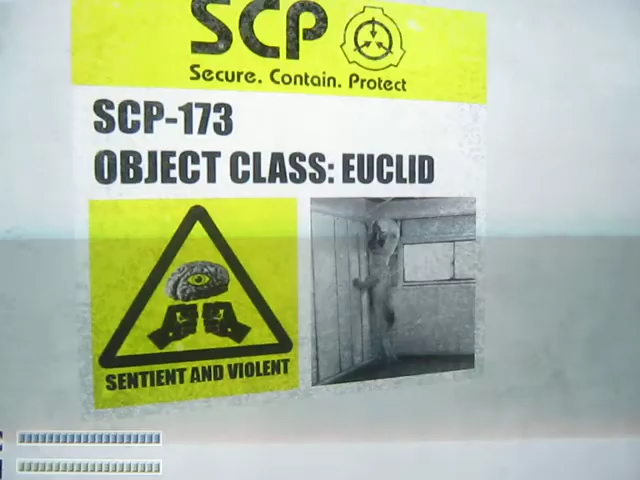 SCP
Secure. Contain. Protect
SCP-173
OBJECT CLASS: EUCLID
SENTIENT AND VIOLENT